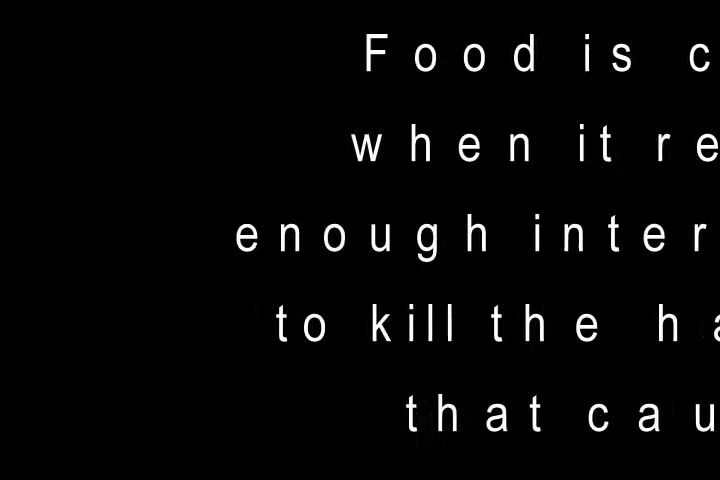 Food is c
when it re
enough inter
to kill the ha
that cau